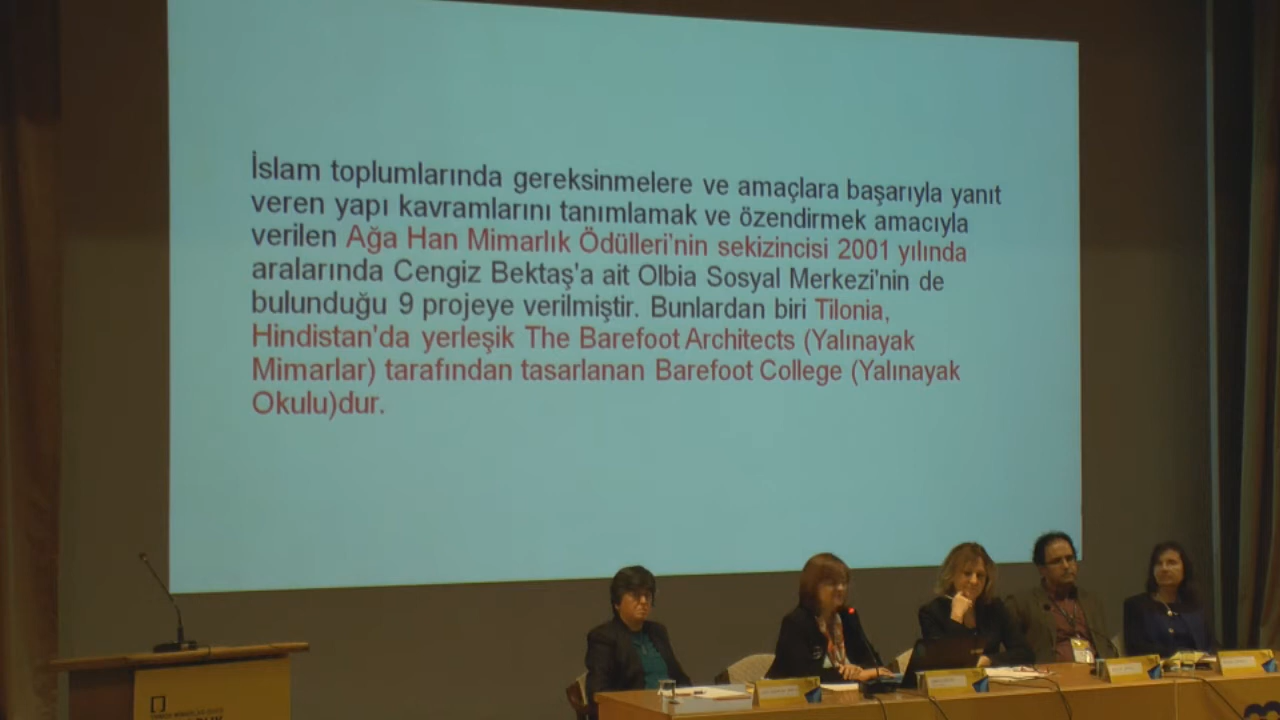 İslam toplumlarında gereksinmelere ve amaçlara başarıyla yanıt
veren yapı kavramlarını tanımlamak ve özendirmek amacıyla
verilen Ağa Han Mimarlık Ödülleri'nin sekizincisi 2001 yılında
aralarında Cengiz Bektaş'a ait Olbia Sosyal Merkezi'nin de
bulunduğu 9 projeye verilmiştir. Bunlardan biri Tilonia,
Hindistan'da yerleşik The Barefoot Architects (Yalınayak
Mimarlar) tarafından tasarlanan Barefoot College (Yalınayak
Okulu)dur.